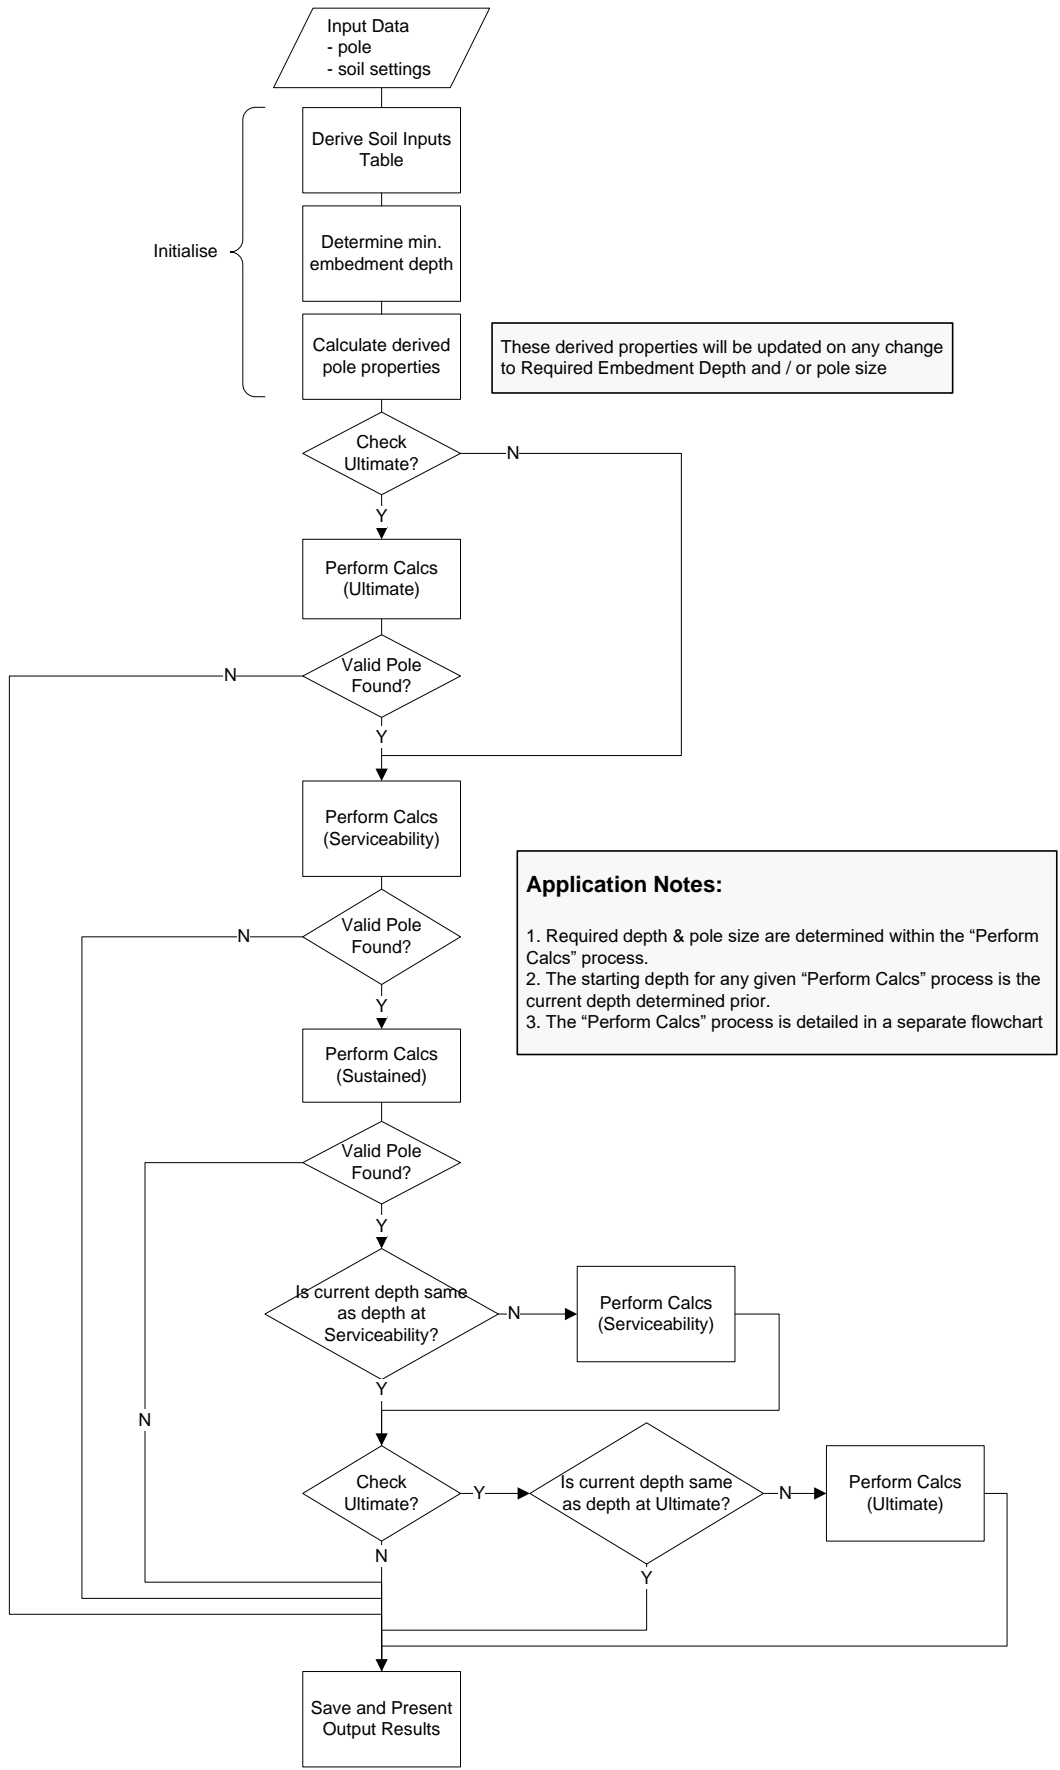 Input Data
- pole
- soil settings
Derive Soil Inputs
Table
Initialise
Determine min.
embedment depth
Calculate derived
pole properties
These derived properties will be updated on any change
to Required Embedment Depth and / or pole size
Check
Ultimate?
N
Y
Perform Calcs
(Ultimate)
Valid Pole
Found?
N
Y
Perform Calcs
(Serviceability)
Application Notes:
1. Required depth & pole size are determined within the “Perform
Calcs” process.
2. The starting depth for any given “Perform Calcs” process is the
current depth determined prior.
3. The “Perform Calcs” process is detailed in a separate flowchart
Valid Pole
Found?
N
Y
Perform Calcs
(Sustained)
Valid Pole
Found?
N
Y
Is current depth same
as depth at
Serviceability?
N
Perform Calcs
(Serviceability)
Y
Check
Ultimate?
Y
Is current depth same
as depth at Ultimate?
N
Perform Calcs
(Ultimate)
N
Y
Save and Present
Output Results